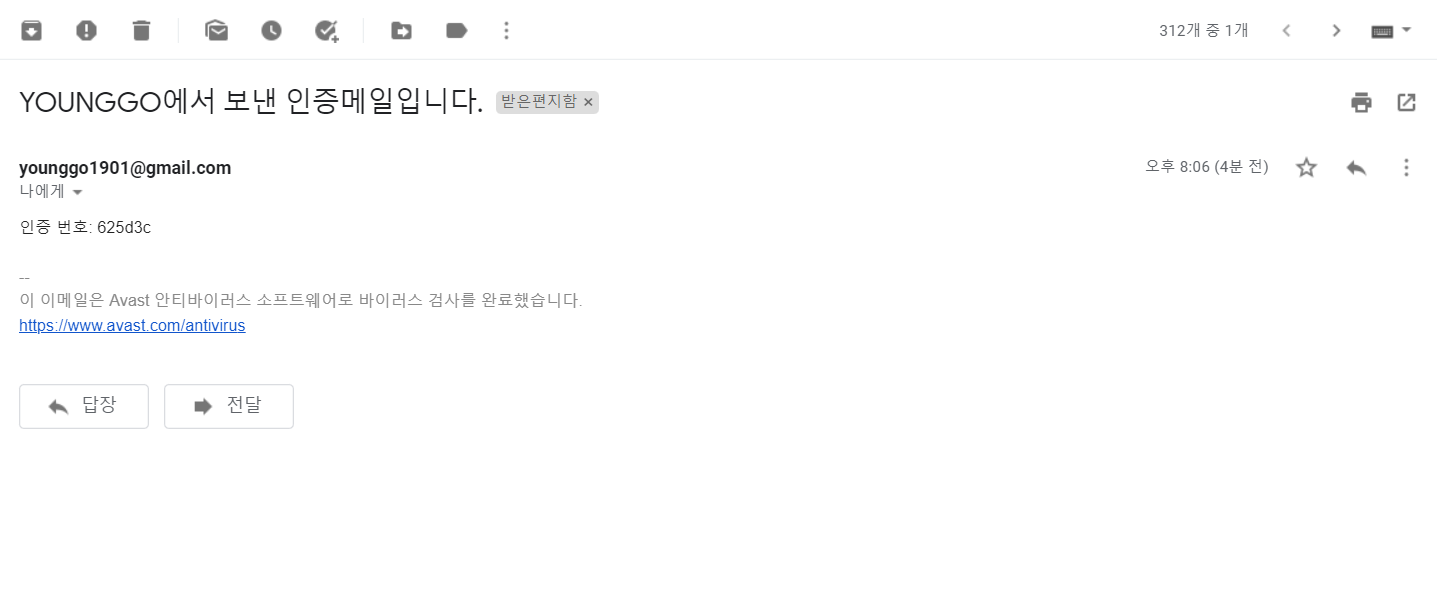 312개 중 1개
YOUNGGO에서 보낸 인증메일입니다. 받은편지함 ×
younggo1901@gmail.com 오후 8:06 (4분 전)
나에게
인증 번호: 625d3c
--
이 이메일은 Avast 안티바이러스 소프트웨어로 바이러스 검사를 완료했습니다.
https://www.avast.com/antivirus
답장 전달